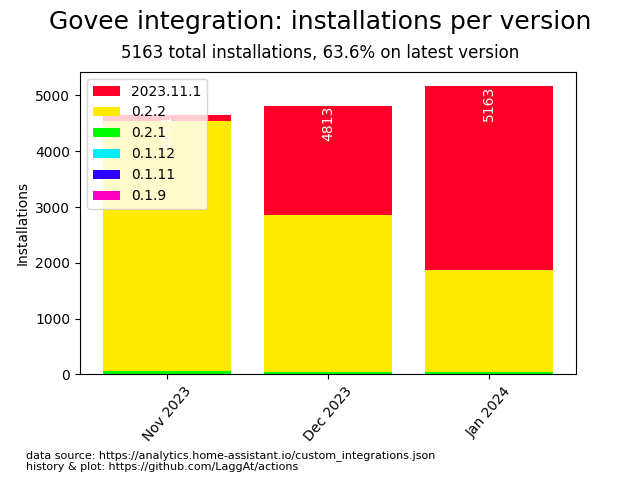 Govee integration: installations per version
5163 total installations, 63.6% on latest version
Installations
5000
4000
3000
2000
1000
0
2023.11.1
0.2.2
0.2.1
0.1.12
0.1.11
0.1.9
4813
5163
Nov 2023
Dec 2023
Jan 2024
data source: https://analytics.home-assistant.io/custom_integrations.json
history & plot: https://github.com/LaggAt/actions